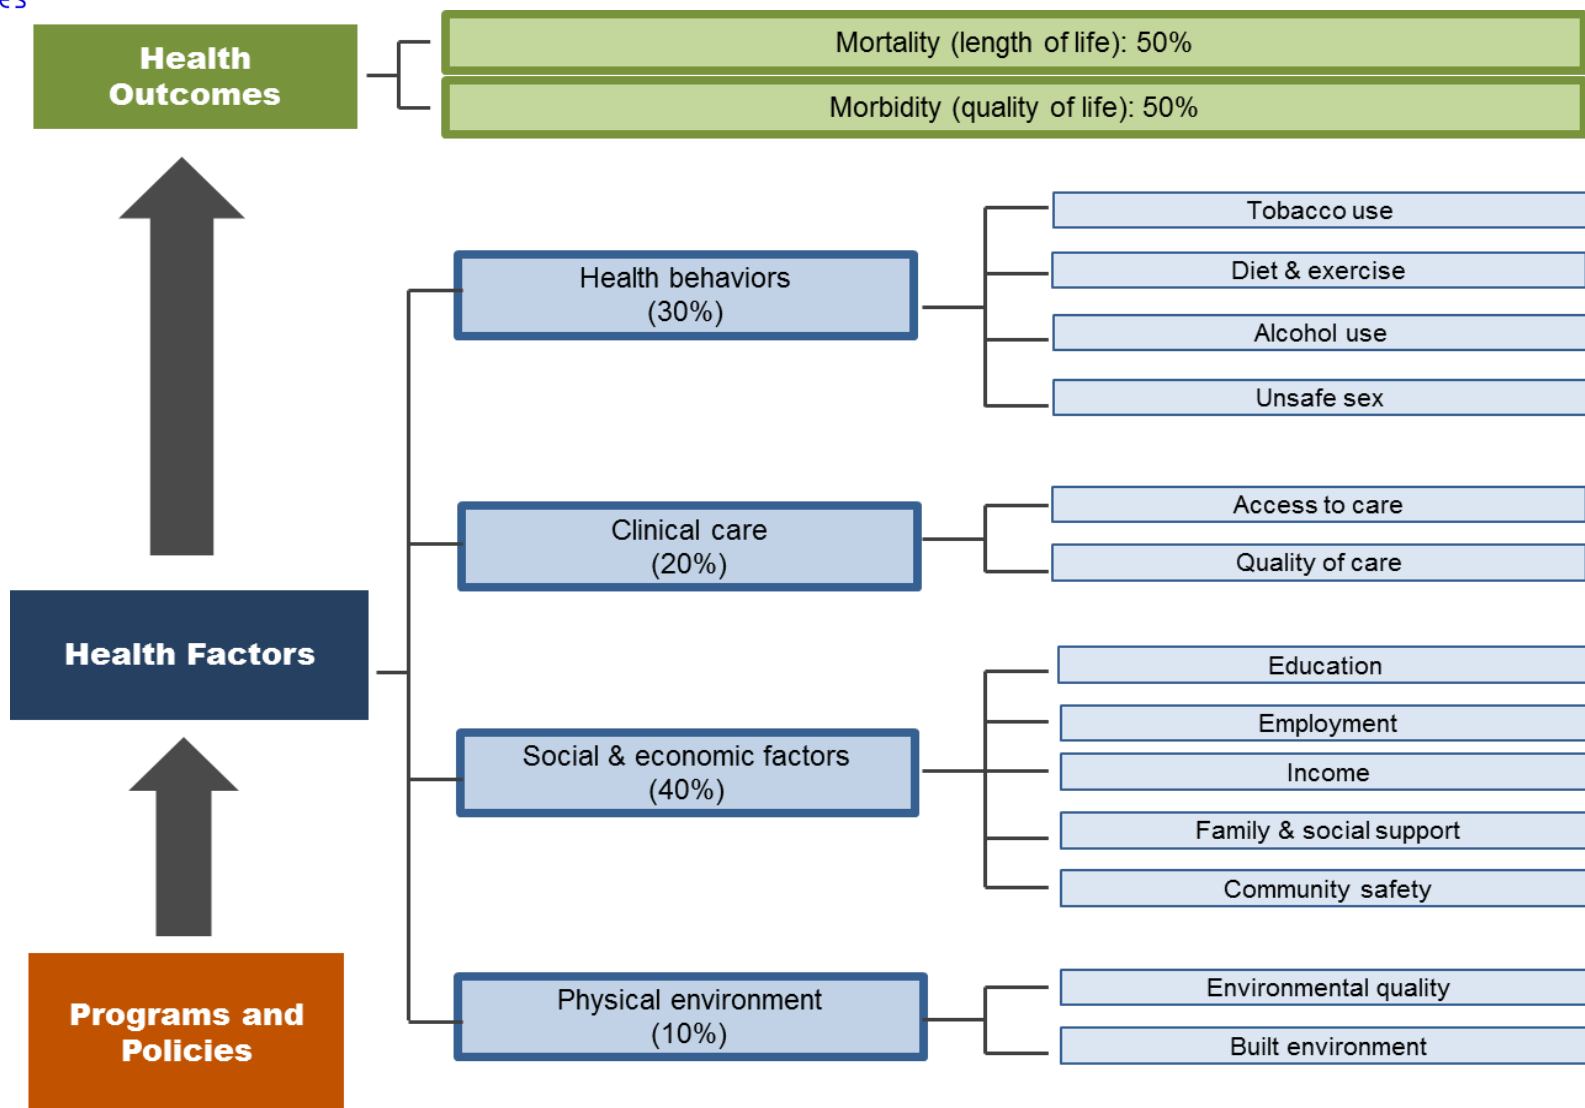 Health
Outcomes
Mortality (length of life): 50%
Morbidity (quality of life): 50%
Tobacco use
Health behaviors
(30%)
Diet & exercise
Alcohol use
Unsafe sex
Clinical care
(20%)
Access to care
Quality of care
Health Factors
Social & economic factors
(40%)
Education
Employment
Income
Family & social support
Community safety
Programs and
Policies
Physical environment
(10%)
Environmental quality
Built environment